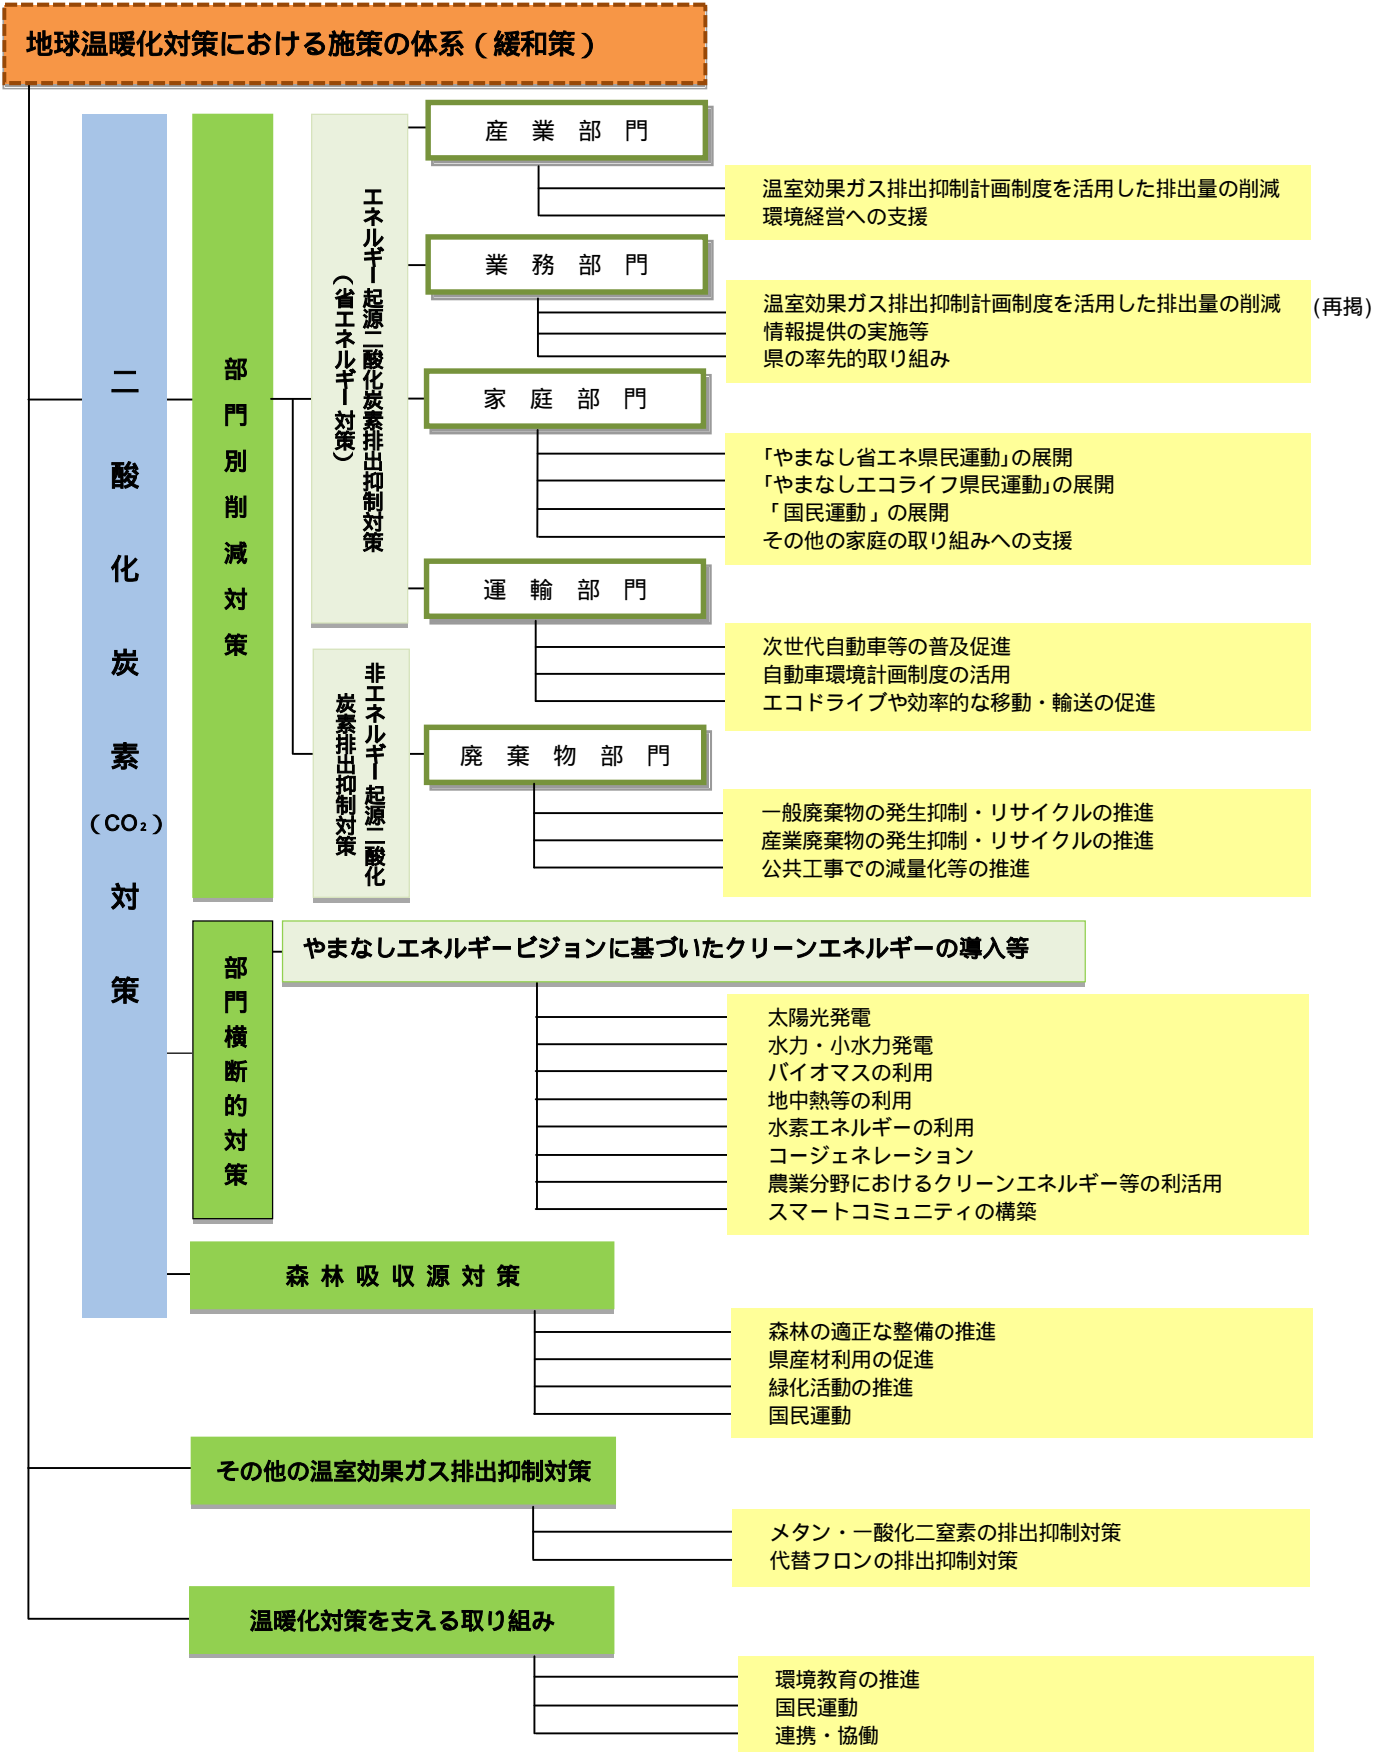 地球温暖化対策における施策の体系（緩和策）
二酸化炭素（CO₂）対策
部門別削減対策
エネルギー起源二酸化炭素排出抑制対策
（省エネルギー対策）
産業部門
温室効果ガス排出抑制計画制度を活用した排出量の削減
環境経営への支援
業務部門
温室効果ガス排出抑制計画制度を活用した排出量の削減 (再掲)
情報提供の実施等
県の率先的取り組み
家庭部門
「やまなし省エネ県民運動」の展開
「やまなしエコライフ県民運動」の展開
「国民運動」の展開
その他の家庭の取り組みへの支援
運輸部門
次世代自動車等の普及促進
自動車環境計画制度の活用
エコドライブや効率的な移動・輸送の促進
非エネルギー起源二酸化
炭素排出抑制対策
廃棄物部門
一般廃棄物の発生抑制・リサイクルの推進
産業廃棄物の発生抑制・リサイクルの推進
公共工事での減量化等の推進
部門横断的対策
やまなしエネルギービジョンに基づいたクリーンエネルギーの導入等
太陽光発電
水力・小水力発電
バイオマスの利用
地中熱等の利用
水素エネルギーの利用
コージェネレーション
農業分野におけるクリーンエネルギー等の利活用
スマートコミュニティの構築
森林吸収源対策
森林の適正な整備の推進
県産材利用の促進
緑化活動の推進
国民運動
その他の温室効果ガス排出抑制対策
メタン・一酸化二窒素の排出抑制対策
代替フロンの排出抑制対策
温暖化対策を支える取り組み
環境教育の推進
国民運動
連携・協働